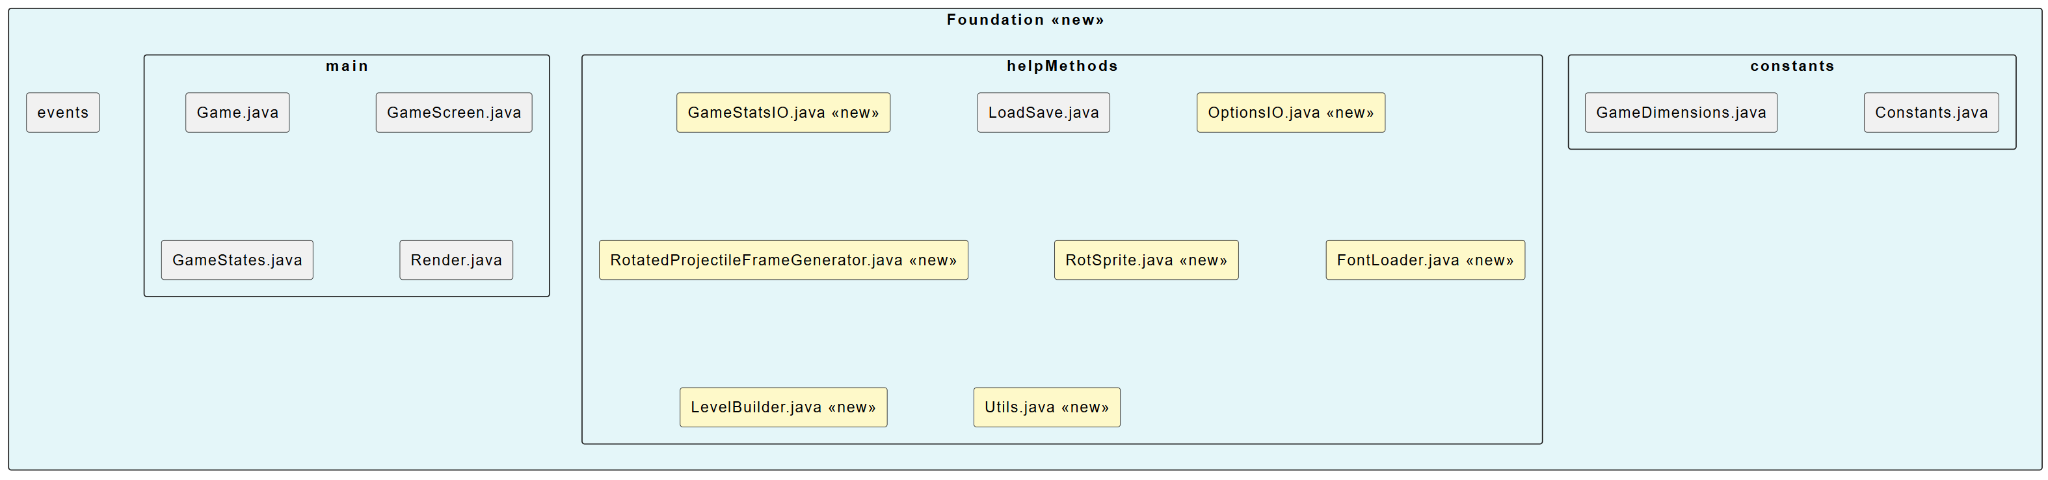 Foundation «new»
main
helpMethods
constants
events
Game.java
GameScreen.java
GameStatsIO.java «new»
LoadSave.java
OptionsIO.java «new»
GameDimensions.java
Constants.java
GameStates.java
Render.java
RotatedProjectileFrameGenerator.java «new»
RotSprite.java «new»
FontLoader.java «new»
LevelBuilder.java «new»
Utils.java «new»